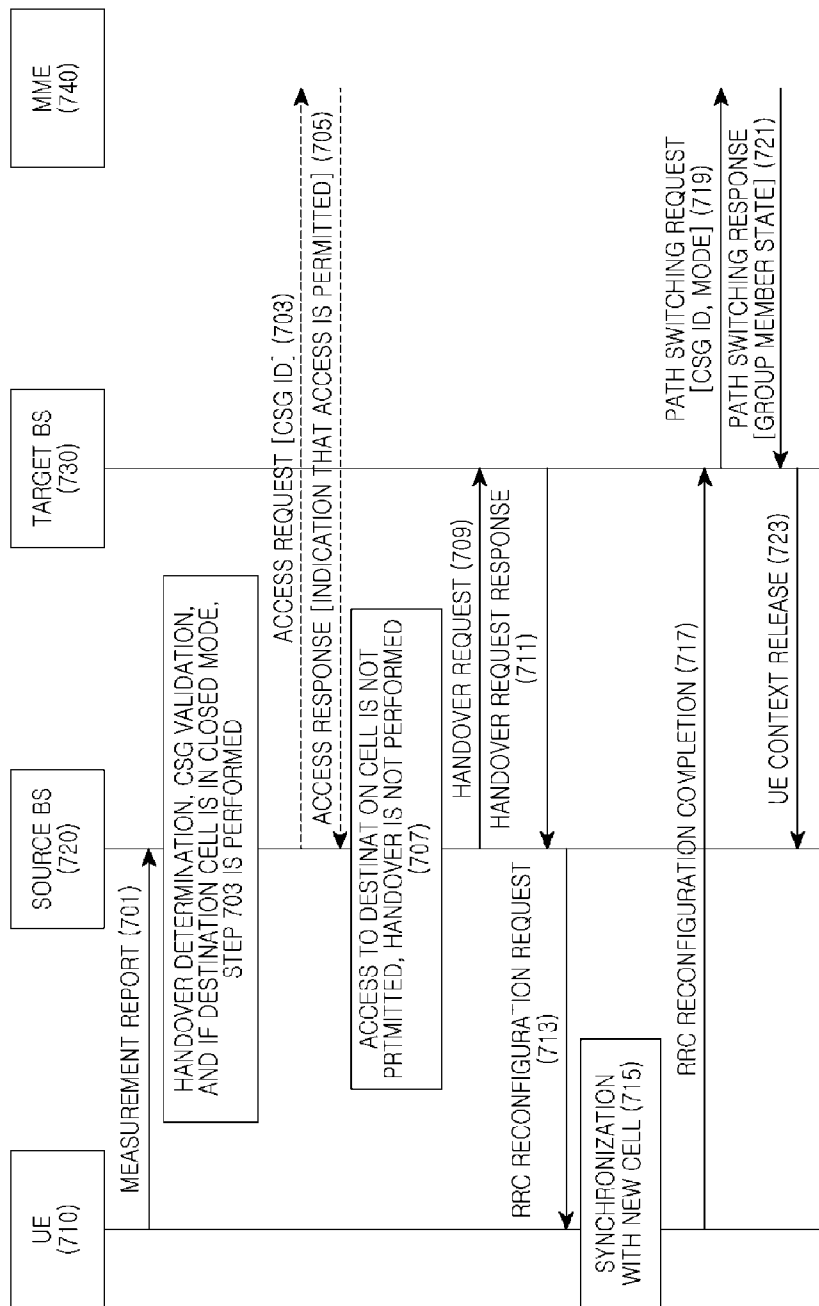 UE
(710)
SOURCE BS
(720)
TARGET BS
(730)
MME
(740)
MEASUREMENT REPORT (701)
HANDOVER DETERMINATION, CSG VALIDATION,
AND IF DESTINATION CELL IS IN CLOSED MODE,
STEP 703 IS PERFORMED
ACCESS REQUEST [CSG ID] (703)
ACCESS RESPONSE [INDICATION THAT ACCESS IS PERMITTED] (705)
ACCESS TO DESTINATION CELL IS NOT
PRTMITTED, HANDOVER IS NOT PERFORMED
(707)
HANDOVER REQUEST (709)
HANDOVER REQUEST RESPONSE
(711)
RRC RECONFIGURATION REQUEST
(713)
SYNCHRONIZATION
WITH NEW CELL (715)
RRC RECONFIGURATION COMPLETION (717)
PATH SWITCHING REQUEST
[CSG ID, MODE] (719)
PATH SWITCHING RESPONSE
[GROUP MEMBER STATE] (721)
UE CONTEXT RELEASE (723)